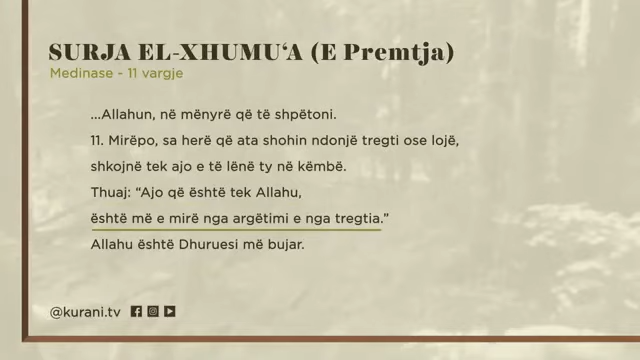 SURJA EL-XHUMU‘A (E Premtja)
Medinase - 11 vargje
...Allahun, në mënyrë që të shpëtoni.
11. Mirëpo, sa herë që ata shohin ndonjë tregti ose lojë,
shkojnë tek ajo e të lënë ty në këmbë.
Thuaj: “Ajo që është tek Allahu,
është më e mirë nga argëtimi e nga tregtia.”
Allahu është Dhuruesi më bujar.
@kurani.tv